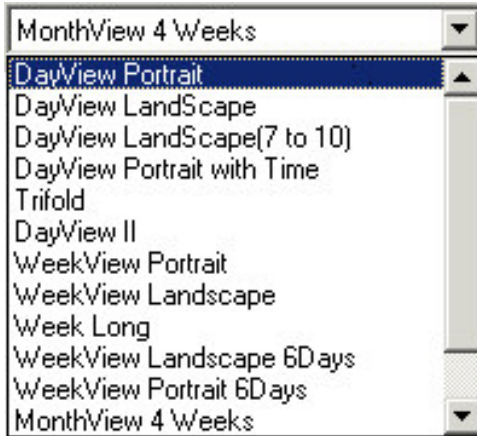 MonthView 4 Weeks
DayView Portrait
DayView LandScape
DayView LandScape(7 to 10)
DayView Portrait with Time
Trifold
DayView II
WeekView Portrait
WeekView Landscape
Week Long
WeekView Landscape 6Days
WeekView Portrait 6Days
MonthView 4 Weeks